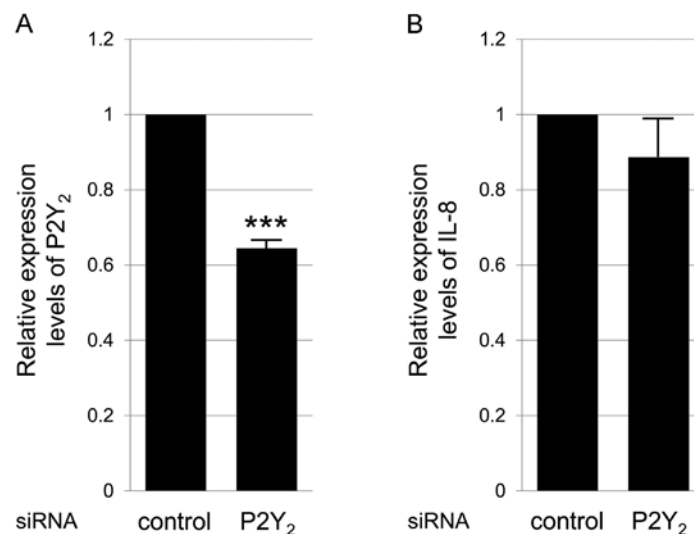 A
Relative expression
levels of P2Y₂
1.2
1
0.8
0.6
0.4
0.2
0
***
siRNA control P2Y₂
B
Relative expression
levels of IL-8
1.2
1
0.8
0.6
0.4
0.2
0
siRNA control P2Y₂